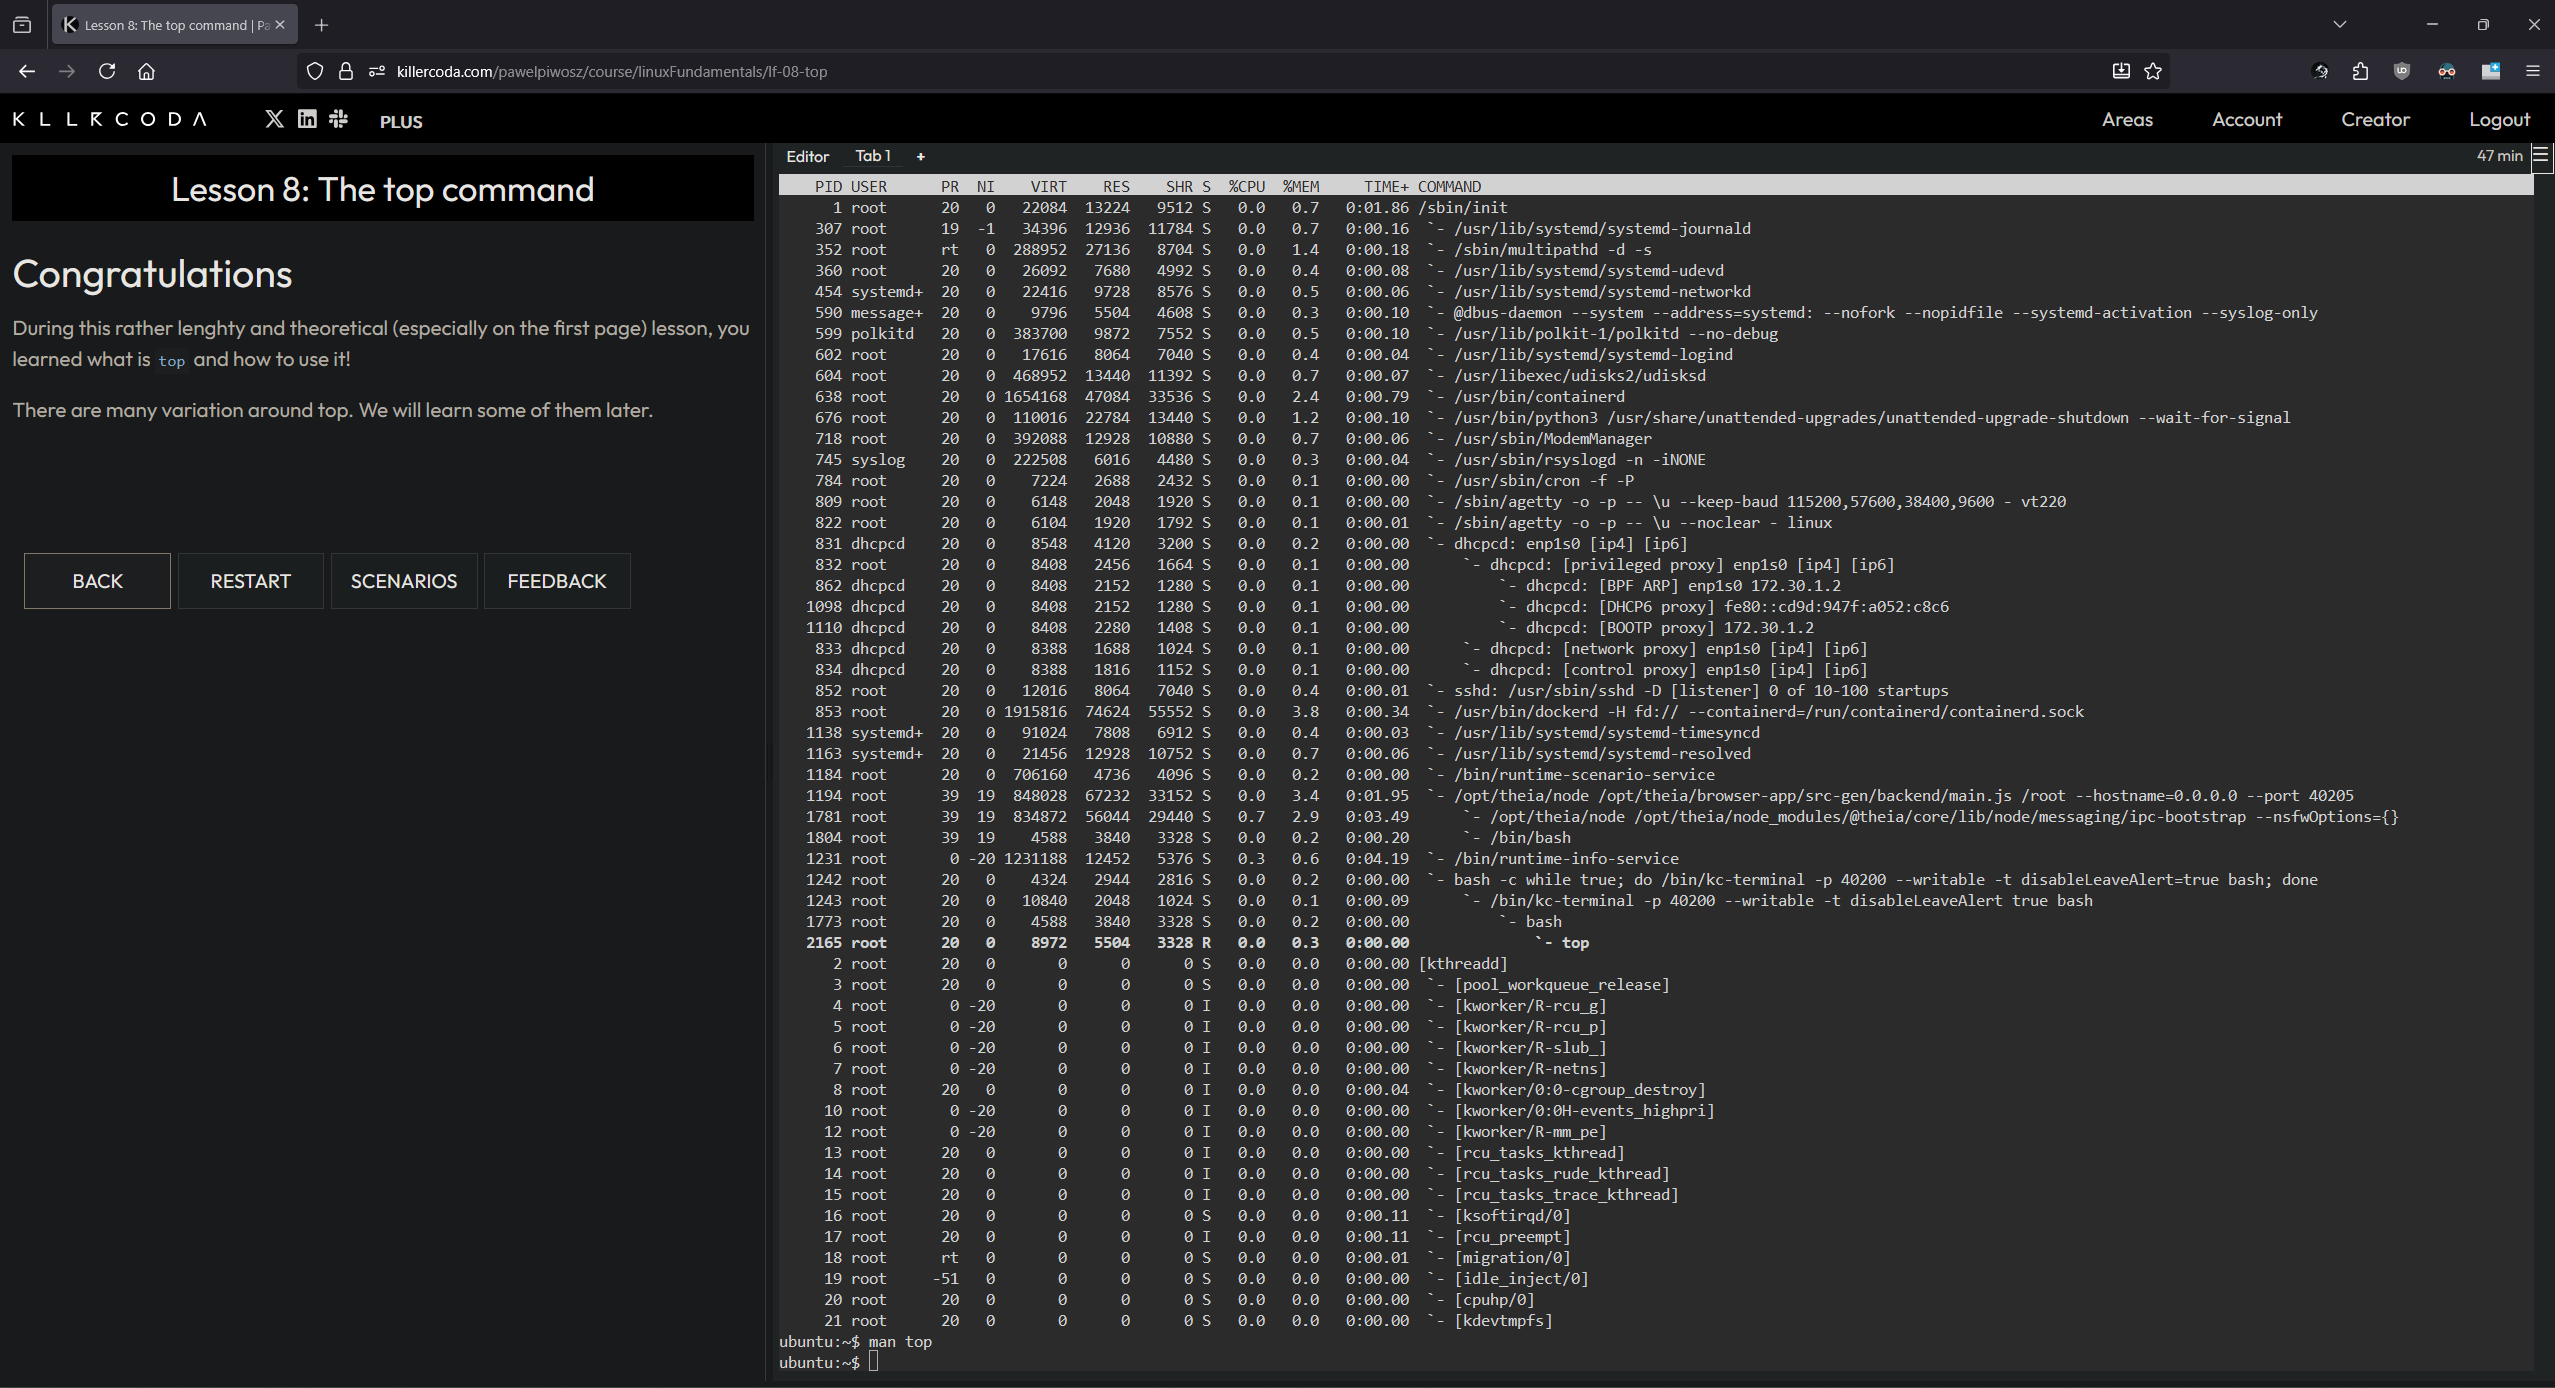 Lesson 8: The top command | Pa
killercoda.com/pawelpiwosz/course/linuxFundamentals/lf-08-top
KLLRCODA PLUS Areas Account Creator Logout
Lesson 8: The top command
Congratulations
During this rather lenghty and theoretical (especially on the first page) lesson, you
learned what is top and how to use it!
There are many variation around top. We will learn some of them later.
BACK RESTART SCENARIOS FEEDBACK
Editor Tab 1 + 47 min
PID USER PR NI VIRT RES SHR S %CPU %MEM TIME+ COMMAND
1 root 20 0 22084 13224 9512 S 0.0 0.7 0:01.86 /sbin/init
307 root 19 -1 34396 12936 11784 S 0.0 0.7 0:00.16 `- /usr/lib/systemd/systemd-journald
352 root rt 0 288952 27136 8704 S 0.0 1.4 0:00.18 `- /sbin/multipathd -d -s
360 root 20 0 26092 7680 4992 S 0.0 0.4 0:00.08 `- /usr/lib/systemd/systemd-udevd
454 systemd+ 20 0 22416 9728 8576 S 0.0 0.5 0:00.06 `- /usr/lib/systemd/systemd-networkd
590 message+ 20 0 9796 5504 4608 S 0.0 0.3 0:00.10 `- @dbus-daemon --system --address=systemd: --nofork --nopidfile --systemd-activation --syslog-only
599 polkitd 20 0 383700 9872 7552 S 0.0 0.5 0:00.10 `- /usr/lib/polkit-1/polkitd --no-debug
602 root 20 0 17616 8064 7040 S 0.0 0.4 0:00.04 `- /usr/lib/systemd/systemd-logind
604 root 20 0 468952 13440 11392 S 0.0 0.7 0:00.07 `- /usr/libexec/udisks2/udisksd
638 root 20 0 1654168 47084 33536 S 0.0 2.4 0:00.79 `- /usr/bin/containerd
676 root 20 0 110016 22784 13440 S 0.0 1.2 0:00.10 `- /usr/bin/python3 /usr/share/unattended-upgrades/unattended-upgrade-shutdown --wait-for-signal
718 root 20 0 392088 12928 10880 S 0.0 0.7 0:00.06 `- /usr/sbin/ModemManager
745 syslog 20 0 222508 6016 4480 S 0.0 0.3 0:00.04 `- /usr/sbin/rsyslogd -n -iNONE
784 root 20 0 7224 2688 2432 S 0.0 0.1 0:00.00 `- /usr/sbin/cron -f -P
809 root 20 0 6148 2048 1920 S 0.0 0.1 0:00.00 `- /sbin/agetty -o -p -- \u --keep-baud 115200,57600,38400,9600 - vt220
822 root 20 0 6104 1920 1792 S 0.0 0.1 0:00.01 `- /sbin/agetty -o -p -- \u --noclear - linux
831 dhcpcd 20 0 8548 4120 3200 S 0.0 0.2 0:00.00 `- dhcpcd: enp1s0 [ip4] [ip6]
832 root 20 0 8408 2456 1664 S 0.0 0.1 0:00.00 `- dhcpcd: [privileged proxy] enp1s0 [ip4] [ip6]
862 dhcpcd 20 0 8408 2152 1280 S 0.0 0.1 0:00.00 `- dhcpcd: [BPF ARP] enp1s0 172.30.1.2
1098 dhcpcd 20 0 8408 2152 1280 S 0.0 0.1 0:00.00 `- dhcpcd: [DHCP6 proxy] fe80::cd9d:947f:a052:c8c6
1110 dhcpcd 20 0 8408 2280 1408 S 0.0 0.1 0:00.00 `- dhcpcd: [BOOTP proxy] 172.30.1.2
833 dhcpcd 20 0 8388 1688 1024 S 0.0 0.1 0:00.00 `- dhcpcd: [network proxy] enp1s0 [ip4] [ip6]
834 dhcpcd 20 0 8388 1816 1152 S 0.0 0.1 0:00.00 `- dhcpcd: [control proxy] enp1s0 [ip4] [ip6]
852 root 20 0 12016 8064 7040 S 0.0 0.4 0:00.01 `- sshd: /usr/sbin/sshd -D [listener] 0 of 10-100 startups
853 root 20 0 1915816 74624 55552 S 0.0 3.8 0:00.34 `- /usr/bin/dockerd -H fd:// --containerd=/run/containerd/containerd.sock
1138 systemd+ 20 0 91024 7808 6912 S 0.0 0.4 0:00.03 `- /usr/lib/systemd/systemd-timesyncd
1163 systemd+ 20 0 21456 12928 10752 S 0.0 0.7 0:00.06 `- /usr/lib/systemd/systemd-resolved
1184 root 20 0 706160 4736 4096 S 0.0 0.2 0:00.00 `- /bin/runtime-scenario-service
1194 root 39 19 848028 67232 33152 S 0.0 3.4 0:01.95 `- /opt/theia/node /opt/theia/browser-app/src-gen/backend/main.js /root --hostname=0.0.0.0 --port 40205
1781 root 39 19 834872 56044 29440 S 0.7 2.9 0:03.49 `- /opt/theia/node /opt/theia/node_modules/@theia/core/lib/node/messaging/ipc-bootstrap --nsfwOptions={}
1804 root 39 19 4588 3840 3328 S 0.0 0.2 0:00.20 `- /bin/bash
1231 root 0 -20 1231188 12452 5376 S 0.3 0.6 0:04.19 `- /bin/runtime-info-service
1242 root 20 0 4324 2944 2816 S 0.0 0.2 0:00.00 `- bash -c while true; do /bin/kc-terminal -p 40200 --writable -t disableLeaveAlert=true bash; done
1243 root 20 0 10840 2048 1024 S 0.0 0.1 0:00.09 `- /bin/kc-terminal -p 40200 --writable -t disableLeaveAlert true bash
1773 root 20 0 4588 3840 3328 S 0.0 0.2 0:00.00 `- bash
2165 root 20 0 8972 5504 3328 R 0.0 0.3 0:00.00 `- top
2 root 20 0 0 0 0 S 0.0 0.0 0:00.00 [kthreadd]
3 root 20 0 0 0 0 S 0.0 0.0 0:00.00 `- [pool_workqueue_release]
4 root 0 -20 0 0 0 I 0.0 0.0 0:00.00 `- [kworker/R-rcu_g]
5 root 0 -20 0 0 0 I 0.0 0.0 0:00.00 `- [kworker/R-rcu_p]
6 root 0 -20 0 0 0 I 0.0 0.0 0:00.00 `- [kworker/R-slub_]
7 root 0 -20 0 0 0 I 0.0 0.0 0:00.00 `- [kworker/R-netns]
8 root 20 0 0 0 0 I 0.0 0.0 0:00.04 `- [kworker/0:0-cgroup_destroy]
10 root 0 -20 0 0 0 I 0.0 0.0 0:00.00 `- [kworker/0:0H-events_highpri]
12 root 0 -20 0 0 0 I 0.0 0.0 0:00.00 `- [kworker/R-mm_pe]
13 root 20 0 0 0 0 I 0.0 0.0 0:00.00 `- [rcu_tasks_kthread]
14 root 20 0 0 0 0 I 0.0 0.0 0:00.00 `- [rcu_tasks_rude_kthread]
15 root 20 0 0 0 0 I 0.0 0.0 0:00.00 `- [rcu_tasks_trace_kthread]
16 root 20 0 0 0 0 S 0.0 0.0 0:00.11 `- [ksoftirqd/0]
17 root 20 0 0 0 0 I 0.0 0.0 0:00.11 `- [rcu_preempt]
18 root rt 0 0 0 0 S 0.0 0.0 0:00.01 `- [migration/0]
19 root -51 0 0 0 0 S 0.0 0.0 0:00.00 `- [idle_inject/0]
20 root 20 0 0 0 0 S 0.0 0.0 0:00.00 `- [cpuhp/0]
21 root 20 0 0 0 0 S 0.0 0.0 0:00.00 `- [kdevtmpfs]
ubuntu:~$ man top
ubuntu:~$